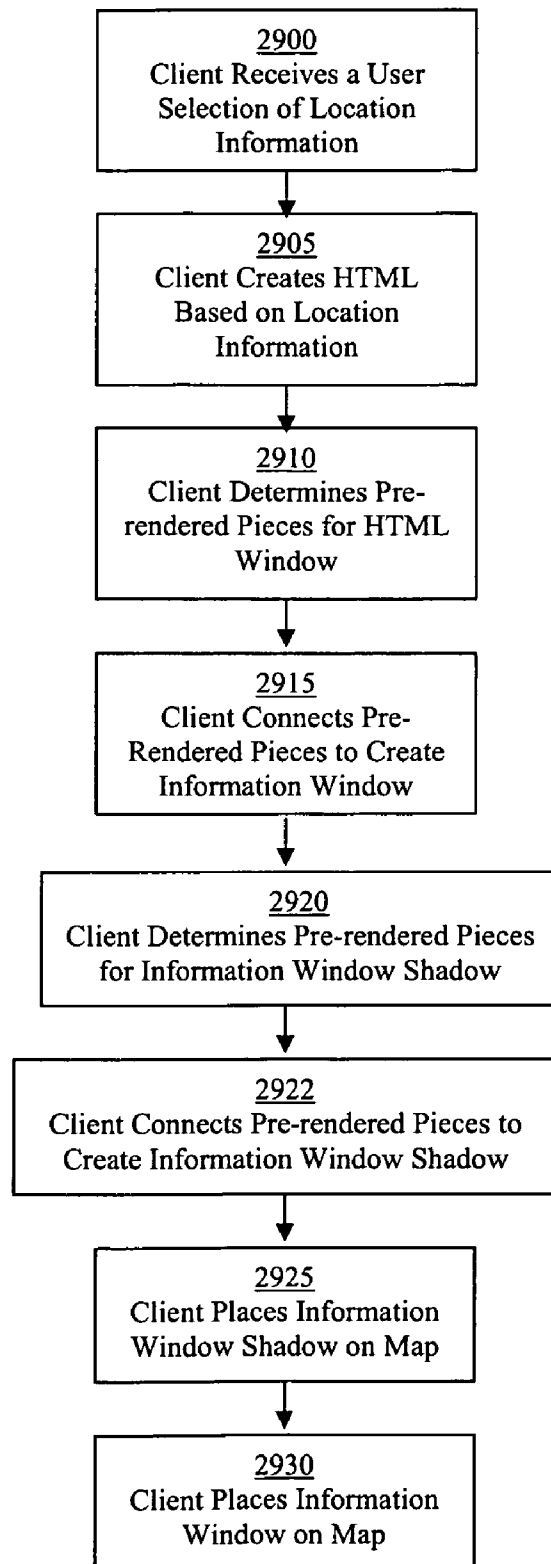 2900
Client Receives a User
Selection of Location
Information
2905
Client Creates HTML
Based on Location
Information
2910
Client Determines Pre-
rendered Pieces for HTML
Window
2915
Client Connects Pre-
Rendered Pieces to Create
Information Window
2920
Client Determines Pre-rendered Pieces
for Information Window Shadow
2922
Client Connects Pre-rendered Pieces to
Create Information Window Shadow
2925
Client Places Information
Window Shadow on Map
2930
Client Places Information
Window on Map